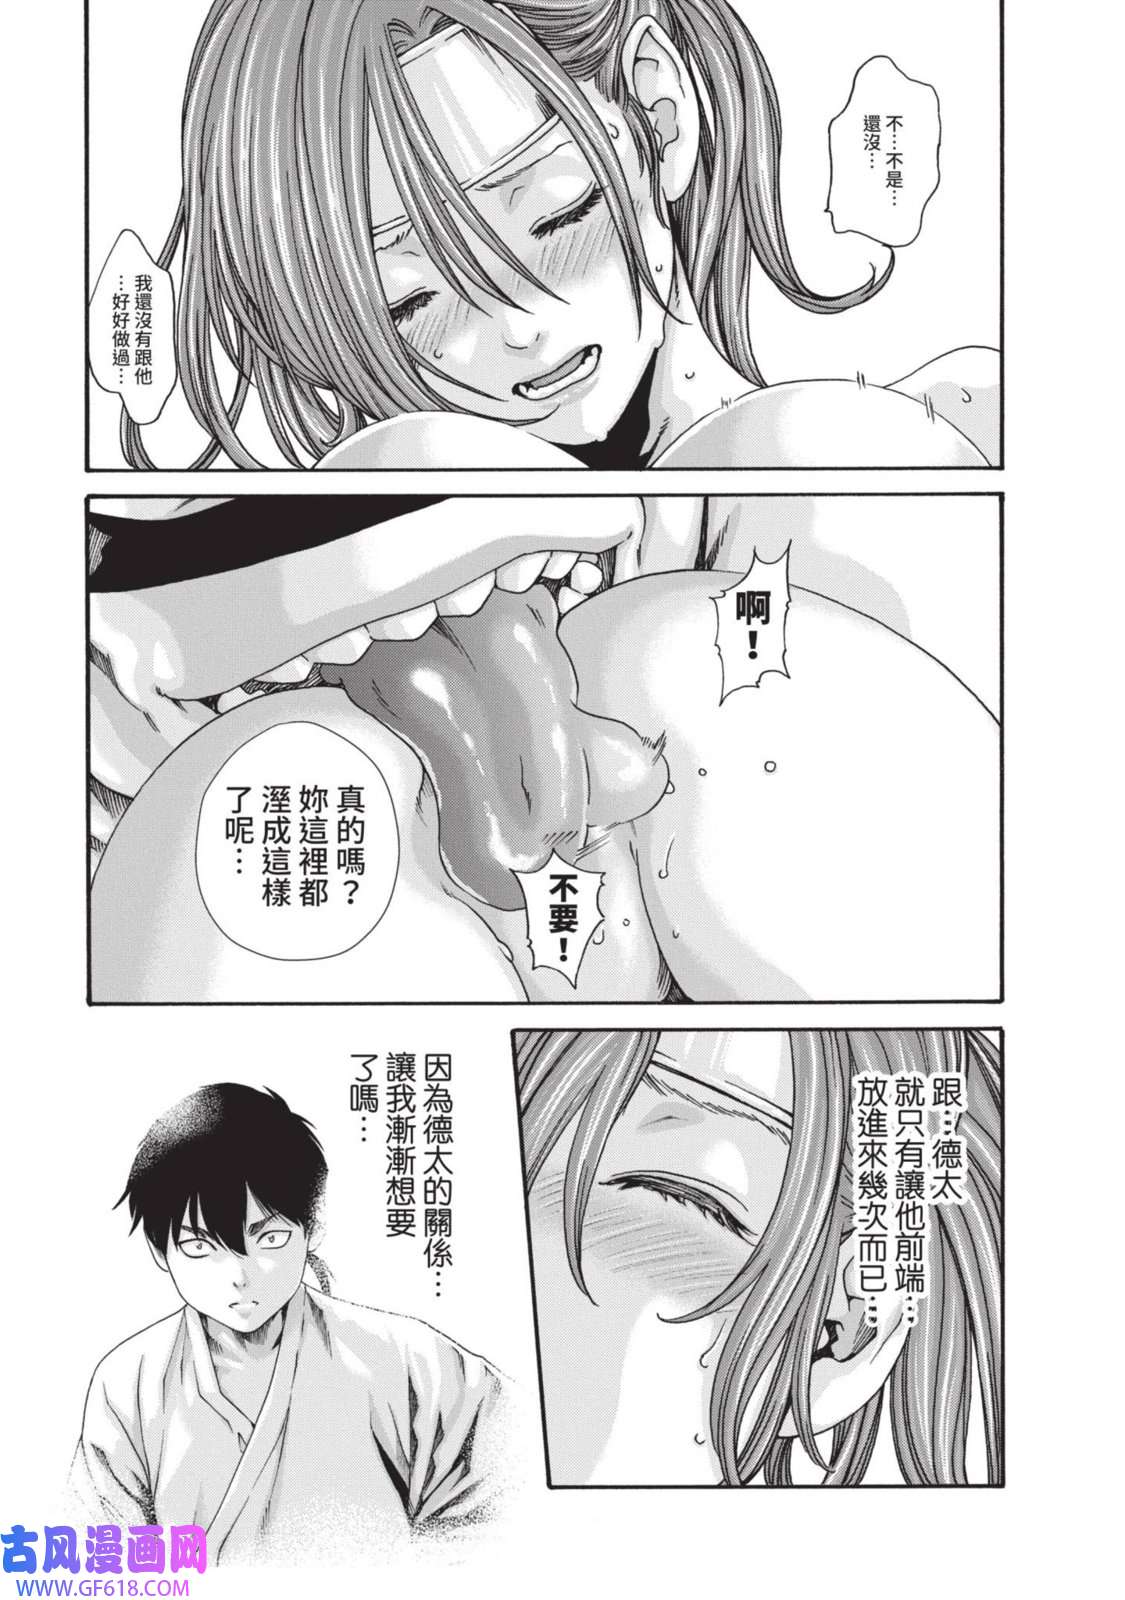 不…不是…
還沒…
我還沒有跟他
…好好做過…
啊！
真的嗎？
妳這裡都
溼成這樣
了呢…
不要！
跟…德太
就只有讓他前端…
放進來幾次而已…
因為德太的關係…
讓我漸漸想要
了嗎…
古风漫画网
WWW.GF618.COM